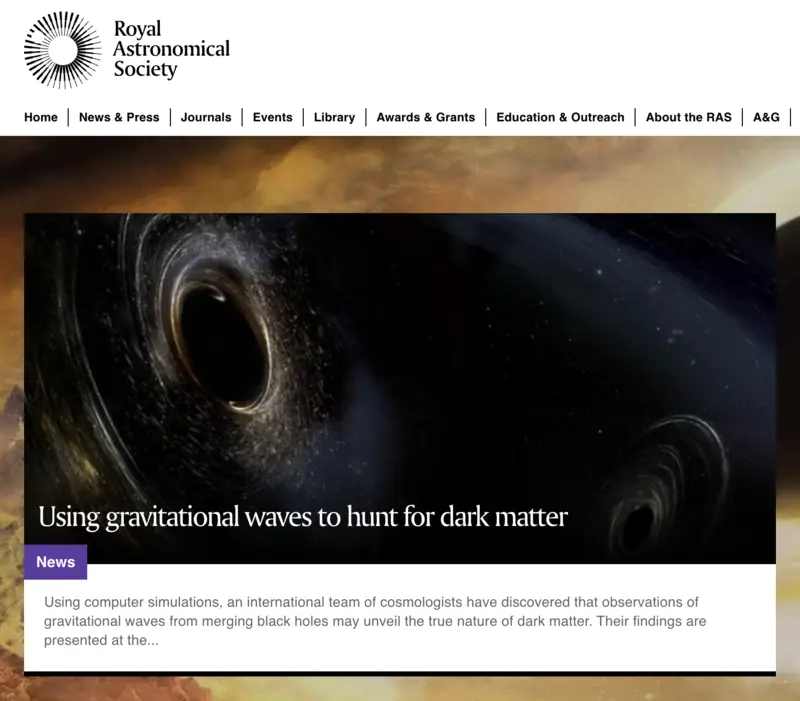 Royal
Astronomical
Society
Home | News & Press | Journals | Events | Library | Awards & Grants | Education & Outreach | About the RAS | A&G |
Using gravitational waves to hunt for dark matter
News
Using computer simulations, an international team of cosmologists have discovered that observations of
gravitational waves from merging black holes may unveil the true nature of dark matter. Their findings are
presented at the...